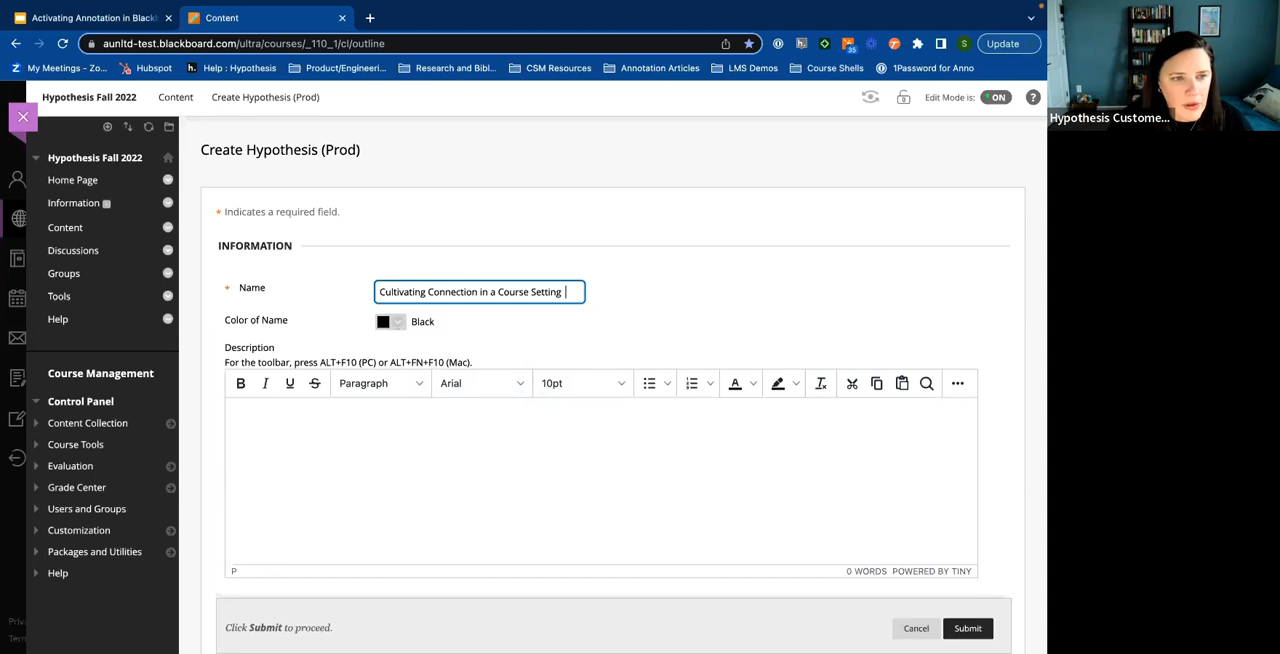 Activating Annotation in Blackb
Content
aunltd-test.blackboard.com/ultra/courses/_110_1/cl/outline
35
S
Update
My Meetings – Zo...
Hubspot
h.
Help : Hypothesis
Product/Engineeri...
Research and Bibl...
CSM Resources
Annotation Articles
LMS Demos
Course Shells
1Password for Anno
Hypothesis Fall 2022
Content
Create Hypothesis (Prod)
Edit Mode is:
ON
?
Hypothesis Custome...
Hypothesis Fall 2022
Home Page
Information
Content
Discussions
Groups
Tools
Help
Course Management
Control Panel
Content Collection
Course Tools
Evaluation
Grade Center
Users and Groups
Customization
Packages and Utilities
Help
Priva
Term
Create Hypothesis (Prod)
* Indicates a required field.
INFORMATION
* Name
Cultivating Connection in a Course Setting
Color of Name
Black
Description
For the toolbar, press ALT+F10 (PC) or ALT+FN+F10 (Mac).
B I U S Paragraph Arial 10pt
P
0 WORDS POWERED BY TINY
Click Submit to proceed.
Cancel
Submit